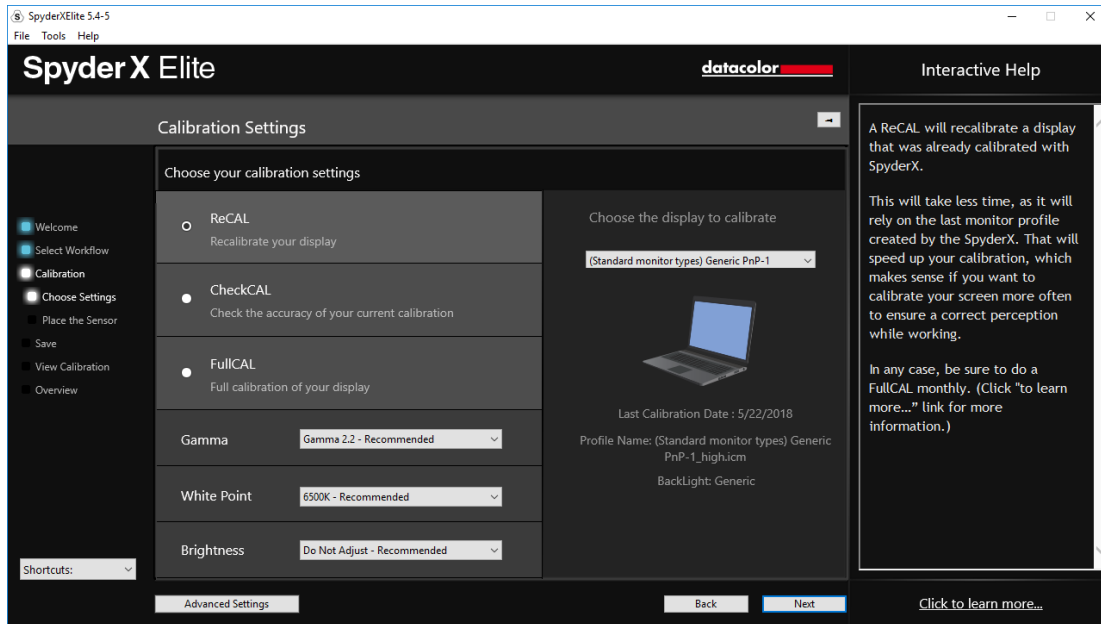 SpyderXElite 5.4-5
File Tools Help
Spyder X Elite
datacolor
Interactive Help
Calibration Settings
Choose your calibration settings
Welcome
Select Workflow
Calibration
Choose Settings
Place the Sensor
Save
View Calibration
Overview
Shortcuts:
ReCAL
Recalibrate your display
CheckCAL
Check the accuracy of your current calibration
FullCAL
Full calibration of your display
Gamma
Gamma 2.2 - Recommended
White Point
6500K - Recommended
Brightness
Do Not Adjust - Recommended
Choose the display to calibrate
(Standard monitor types) Generic PnP-1
Last Calibration Date : 5/22/2018
Profile Name: (Standard monitor types) Generic
PnP-1_high.icm
BackLight: Generic
A ReCAL will recalibrate a display
that was already calibrated with
SpyderX.
This will take less time, as it will
rely on the last monitor profile
created by the SpyderX. That will
speed up your calibration, which
makes sense if you want to
calibrate your screen more often
to ensure a correct perception
while working.
In any case, be sure to do a
FullCAL monthly. (Click "to learn
more…” link for more
information.)
Advanced Settings
Back
Next
Click to learn more...